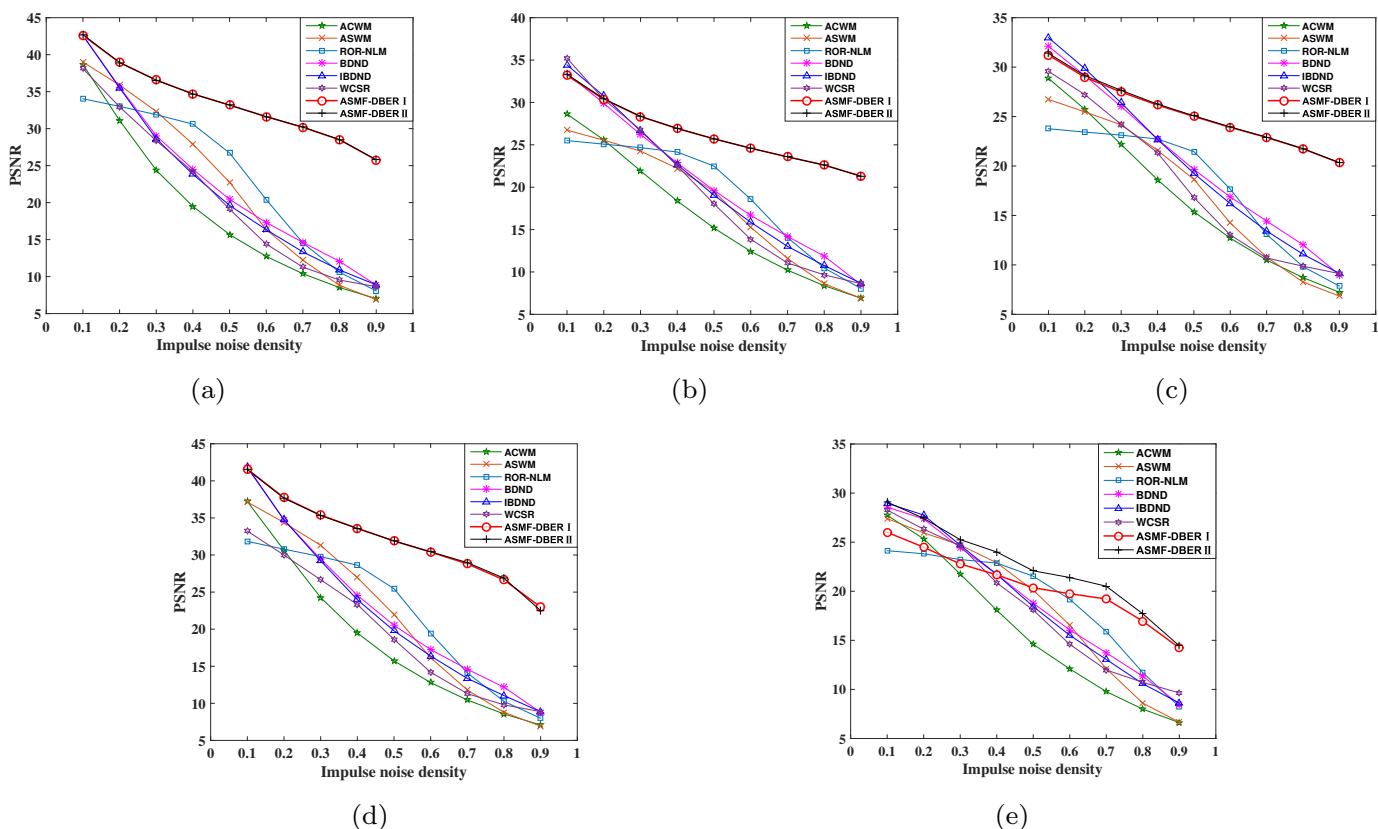 45
40
35
30
25
20
15
10
5
PSNR
0 0.1 0.2 0.3 0.4 0.5 0.6 0.7 0.8 0.9 1
Impulse noise density
ACWM
ASWM
ROR-NLM
BDND
IBDND
WCSR
ASMF-DBER I
ASMF-DBER II
(a)
40
35
30
25
20
15
10
5
PSNR
0 0.1 0.2 0.3 0.4 0.5 0.6 0.7 0.8 0.9 1
Impulse noise density
ACWM
ASWM
ROR-NLM
BDND
IBDND
WCSR
ASMF-DBER I
ASMF-DBER II
(b)
35
30
25
20
15
10
5
PSNR
0 0.1 0.2 0.3 0.4 0.5 0.6 0.7 0.8 0.9 1
Impulse noise density
ACWM
ASWM
ROR-NLM
BDND
IBDND
WCSR
ASMF-DBER I
ASMF-DBER II
(c)
45
40
35
30
25
20
15
10
5
PSNR
0 0.1 0.2 0.3 0.4 0.5 0.6 0.7 0.8 0.9 1
Impulse noise density
ACWM
ASWM
ROR-NLM
BDND
IBDND
WCSR
ASMF-DBER I
ASMF-DBER II
(d)
35
30
25
20
15
10
5
PSNR
0 0.1 0.2 0.3 0.4 0.5 0.6 0.7 0.8 0.9 1
Impulse noise density
ACWM
ASWM
ROR-NLM
BDND
IBDND
WCSR
ASMF-DBER I
ASMF-DBER II
(e)